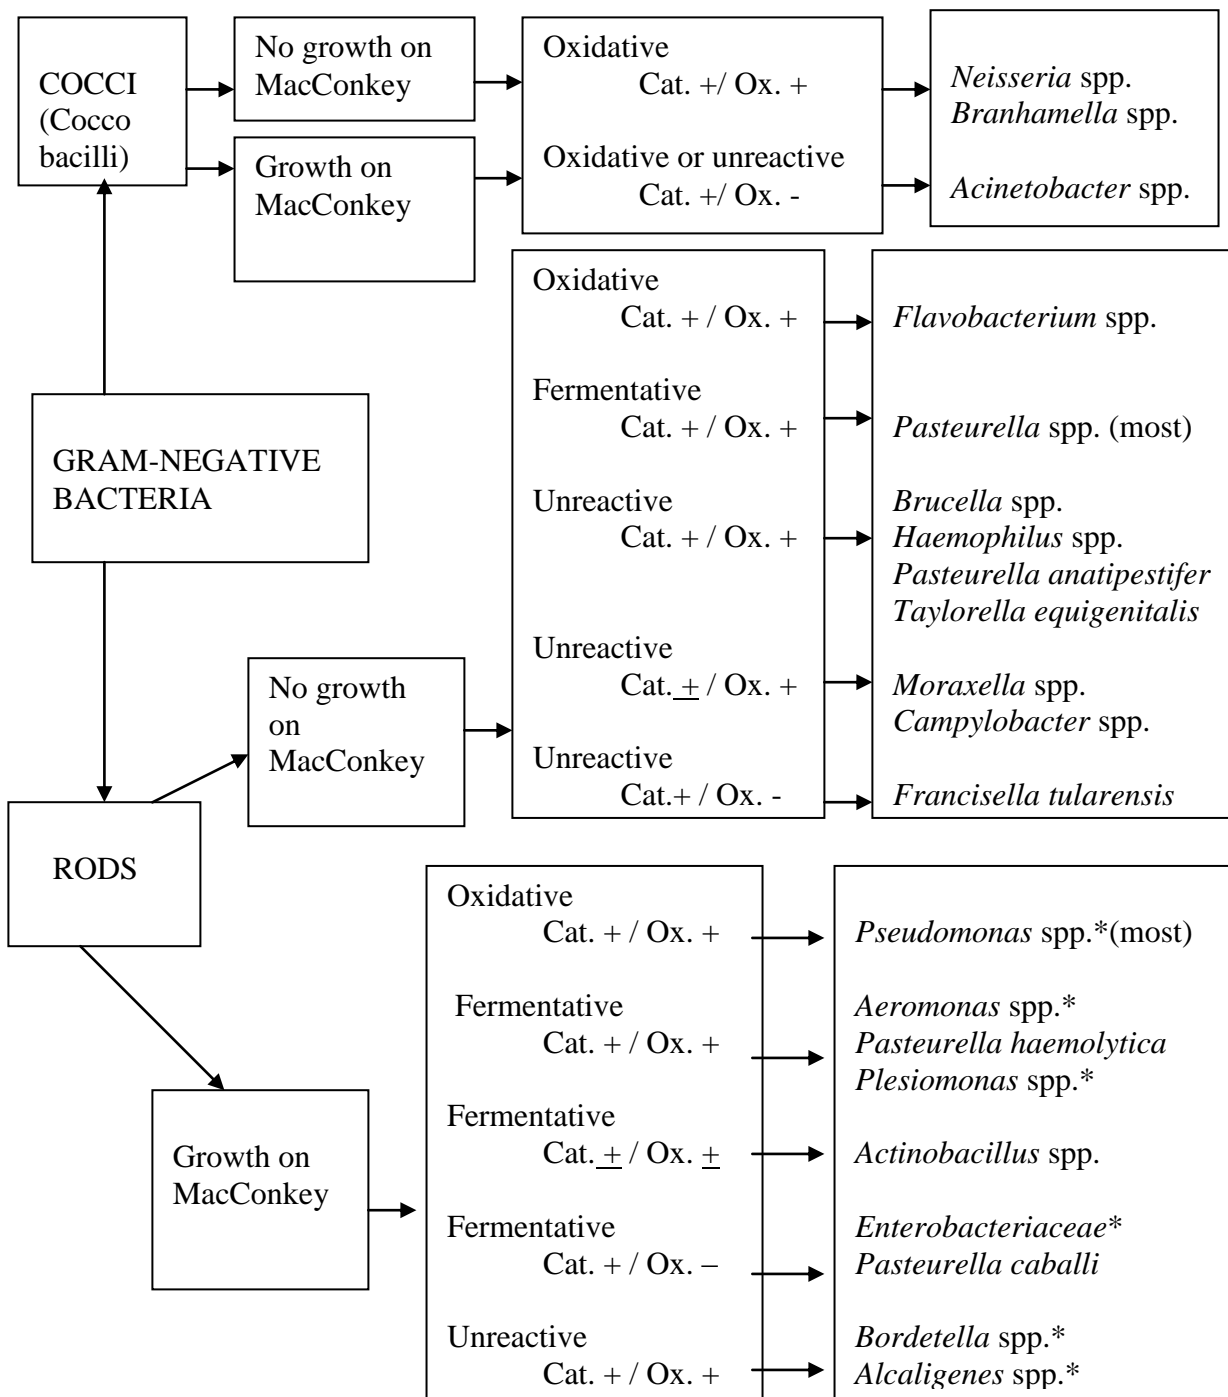 COCCI
(Cocco
bacilli)
No growth on
MacConkey
Growth on
MacConkey
Oxidative
Cat. +/ Ox. +
Oxidative or unreactive
Cat. +/ Ox. -
Neisseria spp.
Branhamella spp.
Acinetobacter spp.
GRAM-NEGATIVE
BACTERIA
RODS
No growth
on
MacConkey
Oxidative
Cat. + / Ox. +
Fermentative
Cat. + / Ox. +
Unreactive
Cat. + / Ox. +
Unreactive
Cat. ± / Ox. +
Unreactive
Cat.+ / Ox. -
Flavobacterium spp.
Pasteurella spp. (most)
Brucella spp.
Haemophilus spp.
Pasteurella anatipestifer
Taylorella equigenitalis
Moraxella spp.
Campylobacter spp.
Francisella tularensis
Growth on
MacConkey
Oxidative
Cat. + / Ox. +
Fermentative
Cat. + / Ox. +
Fermentative
Cat. ± / Ox. ±
Fermentative
Cat. + / Ox. –
Unreactive
Cat. + / Ox. +
Pseudomonas spp.*(most)
Aeromonas spp.*
Pasteurella haemolytica
Plesiomonas spp.*
Actinobacillus spp.
Enterobacteriaceae*
Pasteurella caballi
Bordetella spp.*
Alcaligenes spp.*